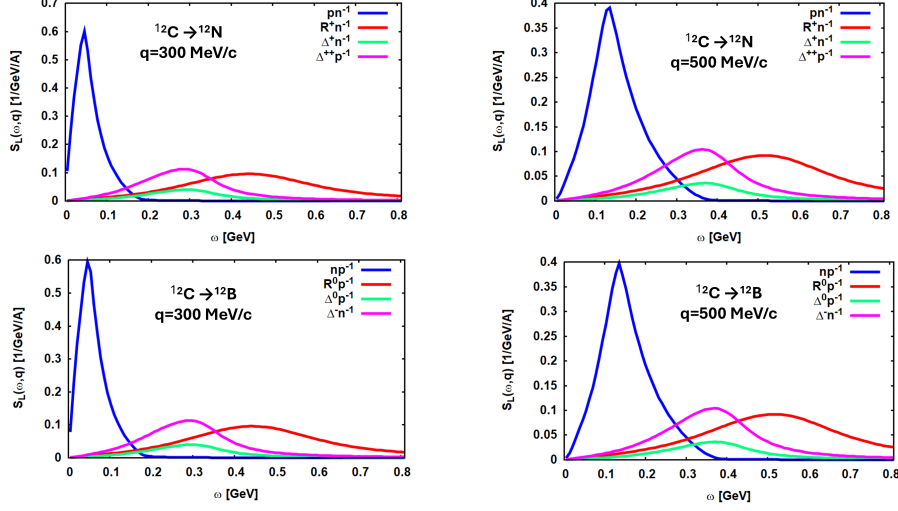 0.6
0.5
0.4
0.3
0.2
0.1
0
S_L(ω,q) [1/GeV/A]
¹²C → ¹²N
q=300 MeV/c
pn⁻¹
R⁺n⁻¹
Δ⁺n⁻¹
Δ⁺⁺p⁻¹
0 0.1 0.2 0.3 0.4 0.5 0.6 0.7 0.8
ω [GeV]
0.4
0.35
0.3
0.25
0.2
0.15
0.1
0.05
0
S_L(ω,q) [1/GeV/A]
¹²C → ¹²N
q=500 MeV/c
pn⁻¹
R⁺n⁻¹
Δ⁺n⁻¹
Δ⁺⁺p⁻¹
0 0.1 0.2 0.3 0.4 0.5 0.6 0.7 0.8
ω [GeV]
0.6
0.5
0.4
0.3
0.2
0.1
0
S_L(ω,q) [1/GeV/A]
¹²C → ¹²B
q=300 MeV/c
np⁻¹
R⁰p⁻¹
Δ⁰p⁻¹
Δ⁻n⁻¹
0 0.1 0.2 0.3 0.4 0.5 0.6 0.7 0.8
ω [GeV]
0.4
0.35
0.3
0.25
0.2
0.15
0.1
0.05
0
S_L(ω,q) [1/GeV/A]
¹²C → ¹²B
q=500 MeV/c
np⁻¹
R⁰p⁻¹
Δ⁰p⁻¹
Δ⁻n⁻¹
0 0.1 0.2 0.3 0.4 0.5 0.6 0.7 0.8
ω [GeV]